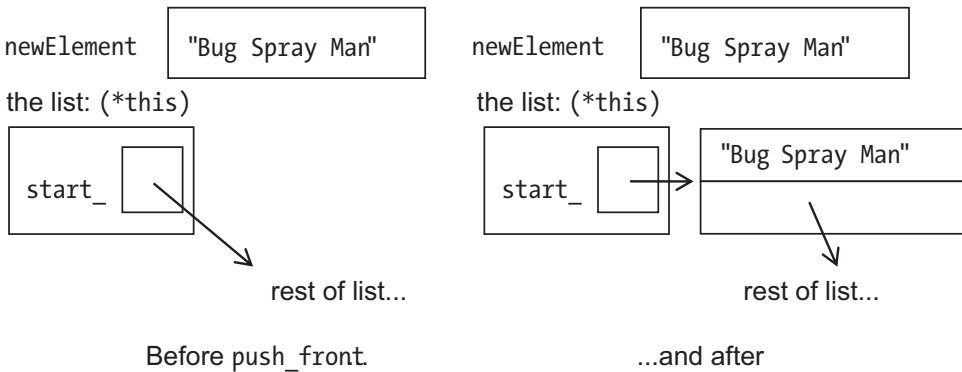 newElement "Bug Spray Man"
the list: (*this)
start_
rest of list...
Before push_front.
newElement "Bug Spray Man"
the list: (*this)
"Bug Spray Man"
start_
rest of list...
...and after